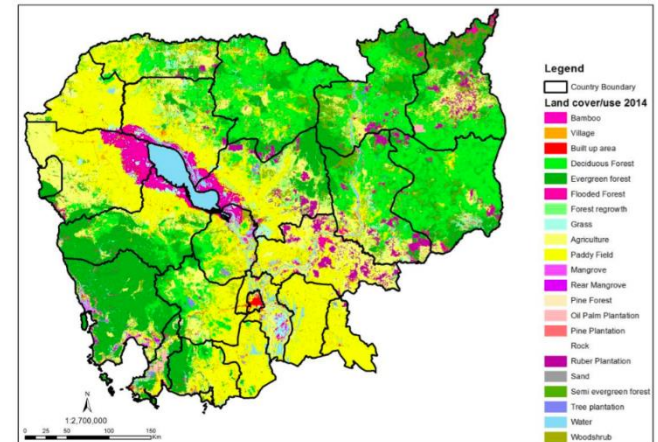 Legend
Country Boundary
Land cover/use 2014
Bamboo
Village
Built up area
Deciduous Forest
Evergreen forest
Flooded Forest
Forest regrowth
Grass
Agriculture
Paddy Field
Mangrove
Rear Mangrove
Pine Forest
Oil Palm Plantation
Pine Plantation
Rock
Ruber Plantation
Sand
Semi evergreen forest
Tree plantation
Water
Woodshrub
N
1:2,700,000
0 25 50 100 150
Km